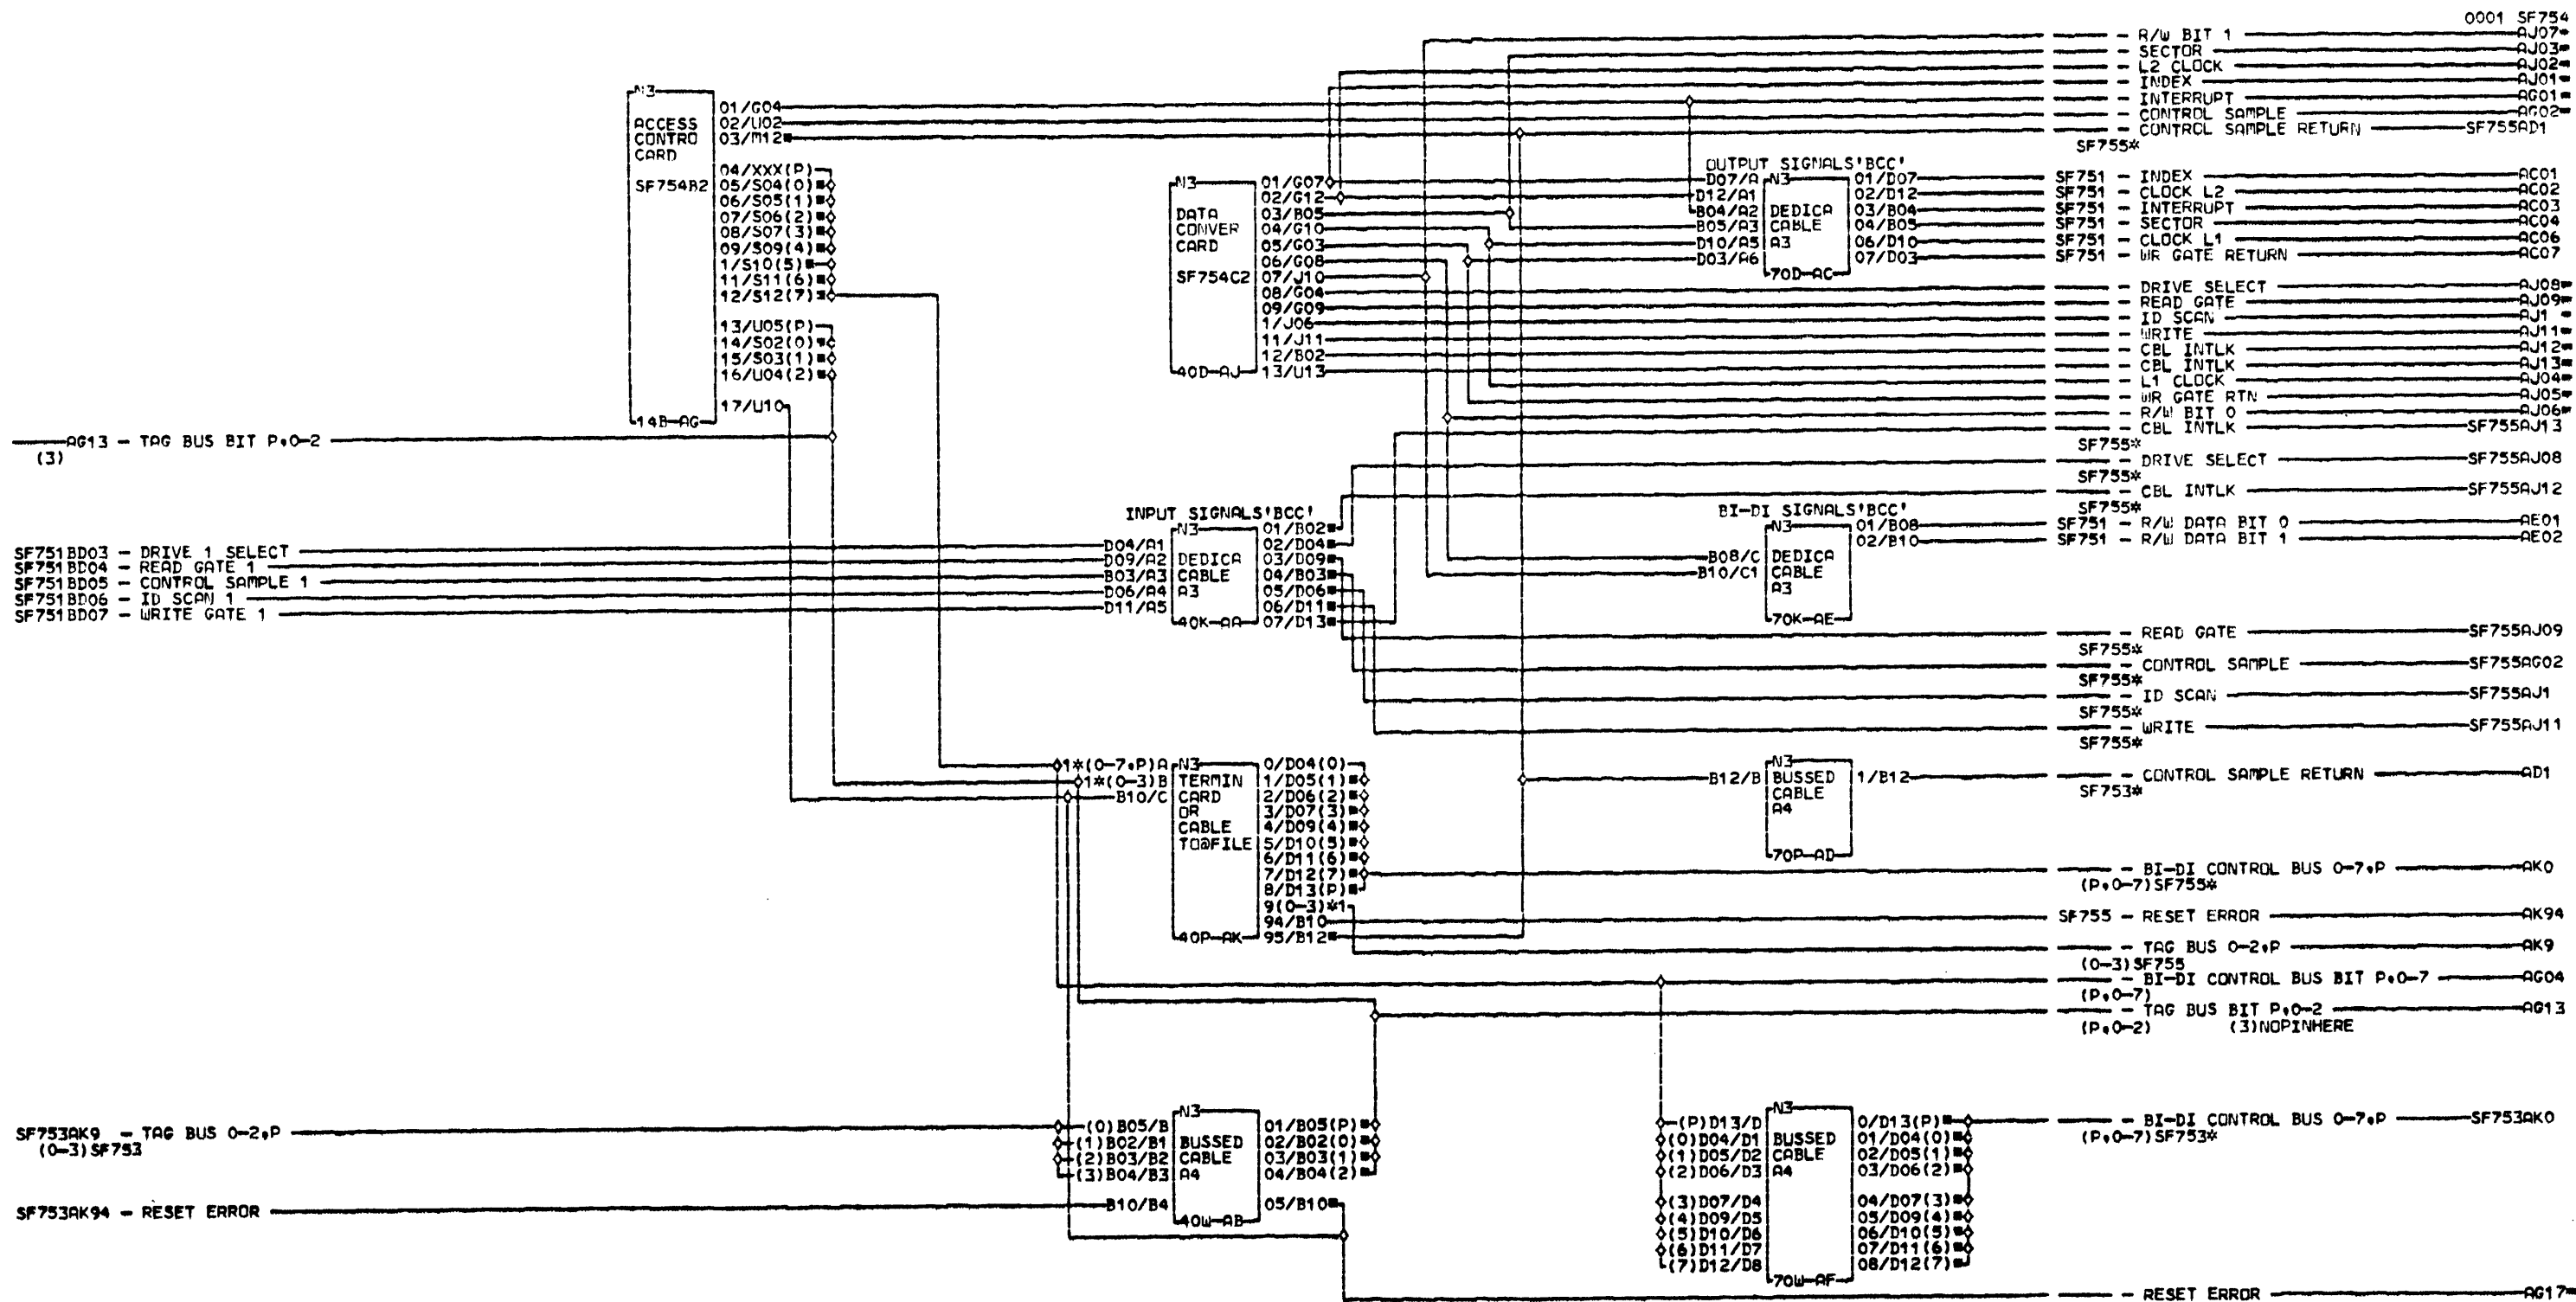 0001 SF754
- R/W BIT 1 AJ07
- SECTOR AJ03
- L2 CLOCK AJ02
- INDEX AJ01
- INTERRUPT AG01
- CONTROL SAMPLE AG02
- CONTROL SAMPLE RETURN SF755AD1
SF755*
N3
ACCESS
CONTRO
CARD
SF754B2
14B-AG
01/G04
02/U02
03/M12
04/XXX(P)
05/S04(0)
06/S05(1)
07/S06(2)
08/S07(3)
09/S09(4)
1/S10(5)
11/S11(6)
12/S12(7)
13/U05(P)
14/S02(0)
15/S03(1)
16/U04(2)
17/U10
AG13 - TAG BUS BIT P,0-2
(3)
N3
DATA
CONVER
CARD
SF754C2
40D-AJ
01/G07
02/G12
03/B05
04/G10
05/G03
06/G08
07/J10
08/G04
09/G09
1/J06
11/J11
12/B02
13/U13
OUTPUT SIGNALS'BCC'
D07/A
D12/A1
B04/A2
B05/A3
D10/A5
D03/A6
N3
DEDICA
CABLE
A3
70D-AC
01/D07
02/D12
03/B04
04/B05
06/D10
07/D03
SF751 - INDEX AC01
SF751 - CLOCK L2 AC02
SF751 - INTERRUPT AC03
SF751 - SECTOR AC04
SF751 - CLOCK L1 AC06
SF751 - WR GATE RETURN AC07
- DRIVE SELECT AJ08
- READ GATE AJ09
- ID SCAN AJ1
- WRITE AJ11
- CBL INTLK AJ12
- CBL INTLK AJ13
- L1 CLOCK AJ04
- WR GATE RTN AJ05
- R/W BIT 0 AJ06
- CBL INTLK SF755AJ13
SF755*
- DRIVE SELECT SF755AJ08
SF755*
- CBL INTLK SF755AJ12
SF755*
SF751BD03 - DRIVE 1 SELECT
SF751BD04 - READ GATE 1
SF751BD05 - CONTROL SAMPLE 1
SF751BD06 - ID SCAN 1
SF751BD07 - WRITE GATE 1
INPUT SIGNALS'BCC'
D04/A1
D09/A2
B03/A3
D06/A4
D11/A5
N3
DEDICA
CABLE
A3
40K-AA
01/B02
02/D04
03/D09
04/B03
05/D06
06/D11
07/D13
BI-DI SIGNALS'BCC'
B08/C
B10/C1
N3
DEDICA
CABLE
A3
70K-AE
01/B08
02/B10
SF751 - R/W DATA BIT 0 AE01
SF751 - R/W DATA BIT 1 AE02
- READ GATE SF755AJ09
SF755*
- CONTROL SAMPLE SF755AG02
SF755*
- ID SCAN SF755AJ1
SF755*
- WRITE SF755AJ11
SF755*
1*(0-7,P)A
1*(0-3)B
B10/C
N3
TERMIN
CARD
OR
CABLE
TO@FILE
40P-AK
0/D04(0)
1/D05(1)
2/D06(2)
3/D07(3)
4/D09(4)
5/D10(5)
6/D11(6)
7/D12(7)
8/D13(P)
9(0-3)*1
94/B10
95/B12
B12/B
N3
BUSSED
CABLE
A4
70P-AD
1/B12
- CONTROL SAMPLE RETURN AD1
SF753*
- BI-DI CONTROL BUS 0-7,P AK0
(P,0-7)SF755*
SF755 - RESET ERROR AK94
- TAG BUS 0-2,P AK9
(0-3)SF755
- BI-DI CONTROL BUS BIT P,0-7 AG04
(P,0-7)
- TAG BUS BIT P,0-2 AG13
(P,0-2) (3)NOPINHERE
SF753AK9 - TAG BUS 0-2,P
(0-3)SF753
SF753AK94 - RESET ERROR
(0)B05/B
(1)B02/B1
(2)B03/B2
(3)B04/B3
B10/B4
N3
BUSSED
CABLE
A4
40W-AB
01/B05(P)
02/B02(0)
03/B03(1)
04/B04(2)
05/B10
(P)D13/D
(0)D04/D1
(1)D05/D2
(2)D06/D3
(3)D07/D4
(4)D09/D5
(5)D10/D6
(6)D11/D7
(7)D12/D8
N3
BUSSED
CABLE
A4
70W-AF
0/D13(P)
01/D04(0)
02/D05(1)
03/D06(2)
04/D07(3)
05/D09(4)
06/D10(5)
07/D11(6)
08/D12(7)
- BI-DI CONTROL BUS 0-7,P SF753AK0
(P,0-7)SF753*
- RESET ERROR AG17